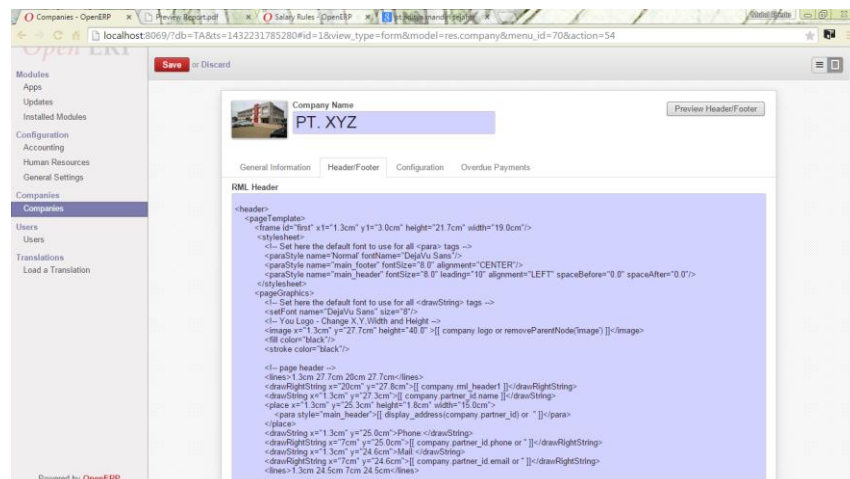 Companies - OpenERP
Preview Report.pdf
Salary Rules - OpenERP
localhost:8069/?db=TA&ts=1432231785280#id=1&view_type=form&model=res.company&menu_id=70&action=54
Open ERP
Save or Discard
Modules
Apps
Updates
Installed Modules
Configuration
Accounting
Human Resources
General Settings
Companies
Companies
Users
Users
Translations
Load a Translation
Powered by OpenERP
Company Name
PT. XYZ
Preview Header/Footer
General Information Header/Footer Configuration Overdue Payments
RML Header
<header>
<pageTemplate>
<frame id="first" x1="1.3cm" y1="3.0cm" height="21.7cm" width="19.0cm"/>
<stylesheet>
<!-- Set here the default font to use for all <para> tags -->
<paraStyle name='Normal' fontName="DejaVu Sans"/>
<paraStyle name="main_footer" fontSize="8.0" alignment="CENTER"/>
<paraStyle name="main_header" fontSize="8.0" leading="10" alignment="LEFT" spaceBefore="0.0" spaceAfter="0.0"/>
</stylesheet>
<pageGraphics>
<!-- Set here the default font to use for all <drawString> tags -->
<setFont name="DejaVu Sans" size="8"/>
<!-- You Logo - Change X,Y,Width and Height -->
<image x="1.3cm" y="27.7cm" height="40.0" >[[ company.logo or removeParentNode('image') ]]</image>
<fill color="black"/>
<stroke color="black"/>
<!-- page header -->
<lines>1.3cm 27.7cm 20cm 27.7cm</lines>
<drawRightString x="20cm" y="27.8cm">[[ company.rml_header1 ]]</drawRightString>
<drawString x="1.3cm" y="27.3cm">[[ company.partner_id.name ]]</drawString>
<place x="1.3cm" y="25.3cm" height="1.8cm" width="15.0cm">
<para style="main_header">[[ display_address(company.partner_id) or '' ]]</para>
</place>
<drawString x="1.3cm" y="25.0cm">Phone:</drawString>
<drawRightString x="7cm" y="25.0cm">[[ company.partner_id.phone or '' ]]</drawRightString>
<drawString x="1.3cm" y="24.6cm">Mail:</drawString>
<drawRightString x="7cm" y="24.6cm">[[ company.partner_id.email or '' ]]</drawRightString>
<lines>1.3cm 24.5cm 7cm 24.5cm</lines>